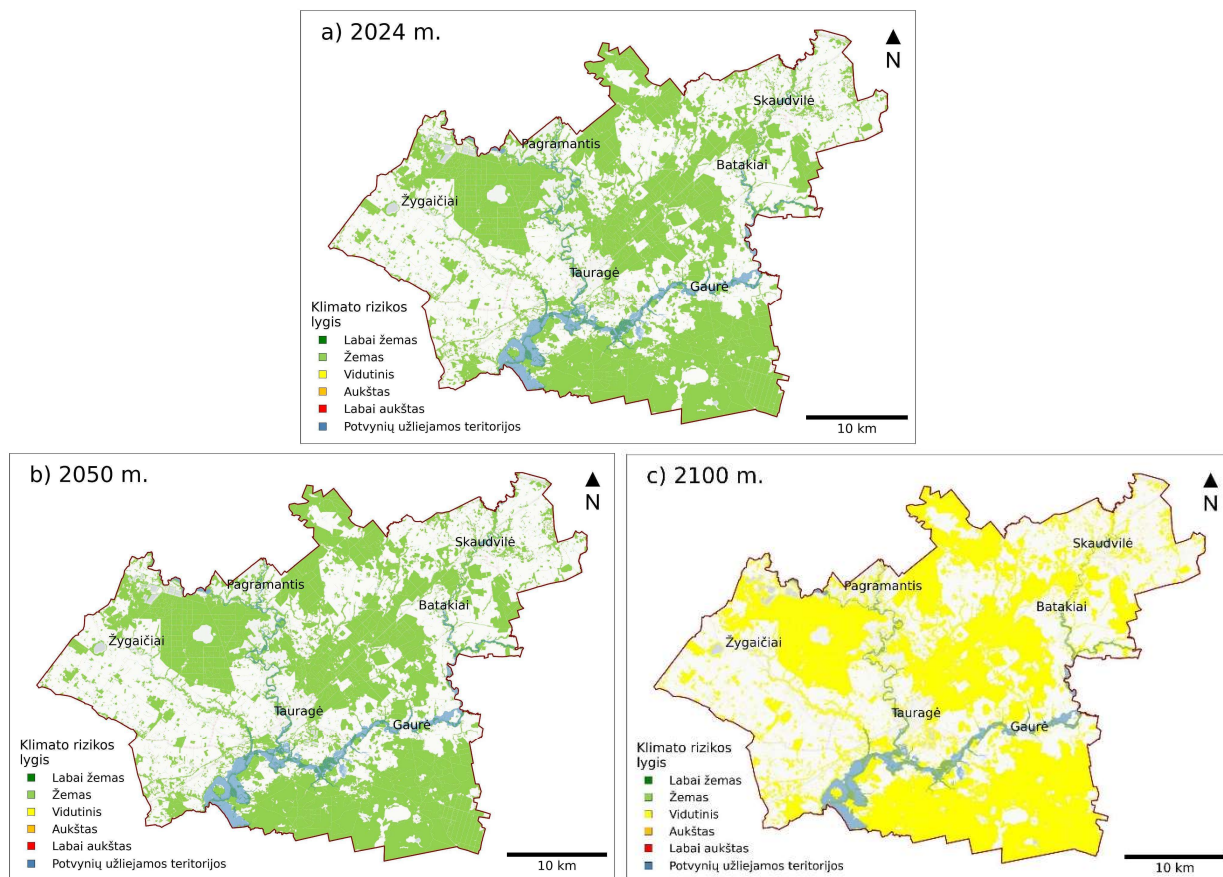 a) 2024 m.
N
Skaudvilė
Pagramantis
Batakiai
Žygaičiai
Tauragė
Gaurė
Klimato rizikos
lygis
Labai žemas
Žemas
Vidutinis
Aukštas
Labai aukštas
Potvynių užliejamos teritorijos
10 km
b) 2050 m.
N
Skaudvilė
Pagramantis
Batakiai
Žygaičiai
Tauragė
Gaurė
Klimato rizikos
lygis
Labai žemas
Žemas
Vidutinis
Aukštas
Labai aukštas
Potvynių užliejamos teritorijos
10 km
c) 2100 m.
N
Skaudvilė
Pagramantis
Batakiai
Žygaičiai
Tauragė
Gaurė
Klimato rizikos
lygis
Labai žemas
Žemas
Vidutinis
Aukštas
Labai aukštas
Potvynių užliejamos teritorijos
10 km